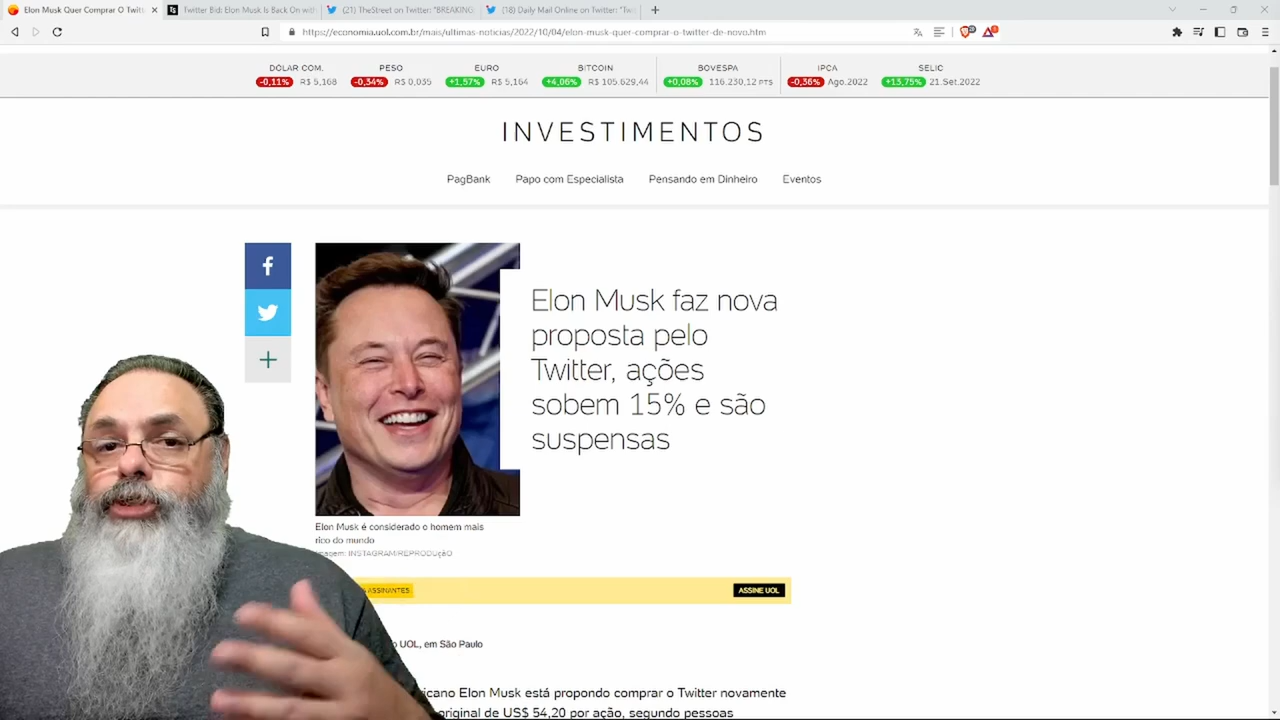 Elon Musk Quer Comprar O Twitt
Twitter Bid: Elon Musk Is Back On with
(21) TheStreet on Twitter: "BREAKING:
(18) Daily Mail Online on Twitter: "Twi
https://economia.uol.com.br/mais/ultimas-noticias/2022/10/04/elon-musk-quer-comprar-o-twitter-de-novo.htm
DÓLAR COM. PESO EURO BITCOIN BOVESPA IPCA SELIC
-0,11% R$ 5,168 -0,34% R$ 0,035 +1,57% R$ 5,164 +4,06% R$ 105.629,44 +0,08% 116.230,12 PTS -0,36% Ago.2022 +13,75% 21.Set.2022
INVESTIMENTOS
PagBank Papo com Especialista Pensando em Dinheiro Eventos
Elon Musk faz nova
proposta pelo
Twitter, ações
sobem 15% e são
suspensas
Elon Musk é considerado o homem mais
rico do mundo
Imagem: INSTAGRAM/REPRODUçãO
ASSINANTES ASSINE UOL
UOL, em São Paulo
ricano Elon Musk está propondo comprar o Twitter novamente
original de US$ 54,20 por ação, segundo pessoas